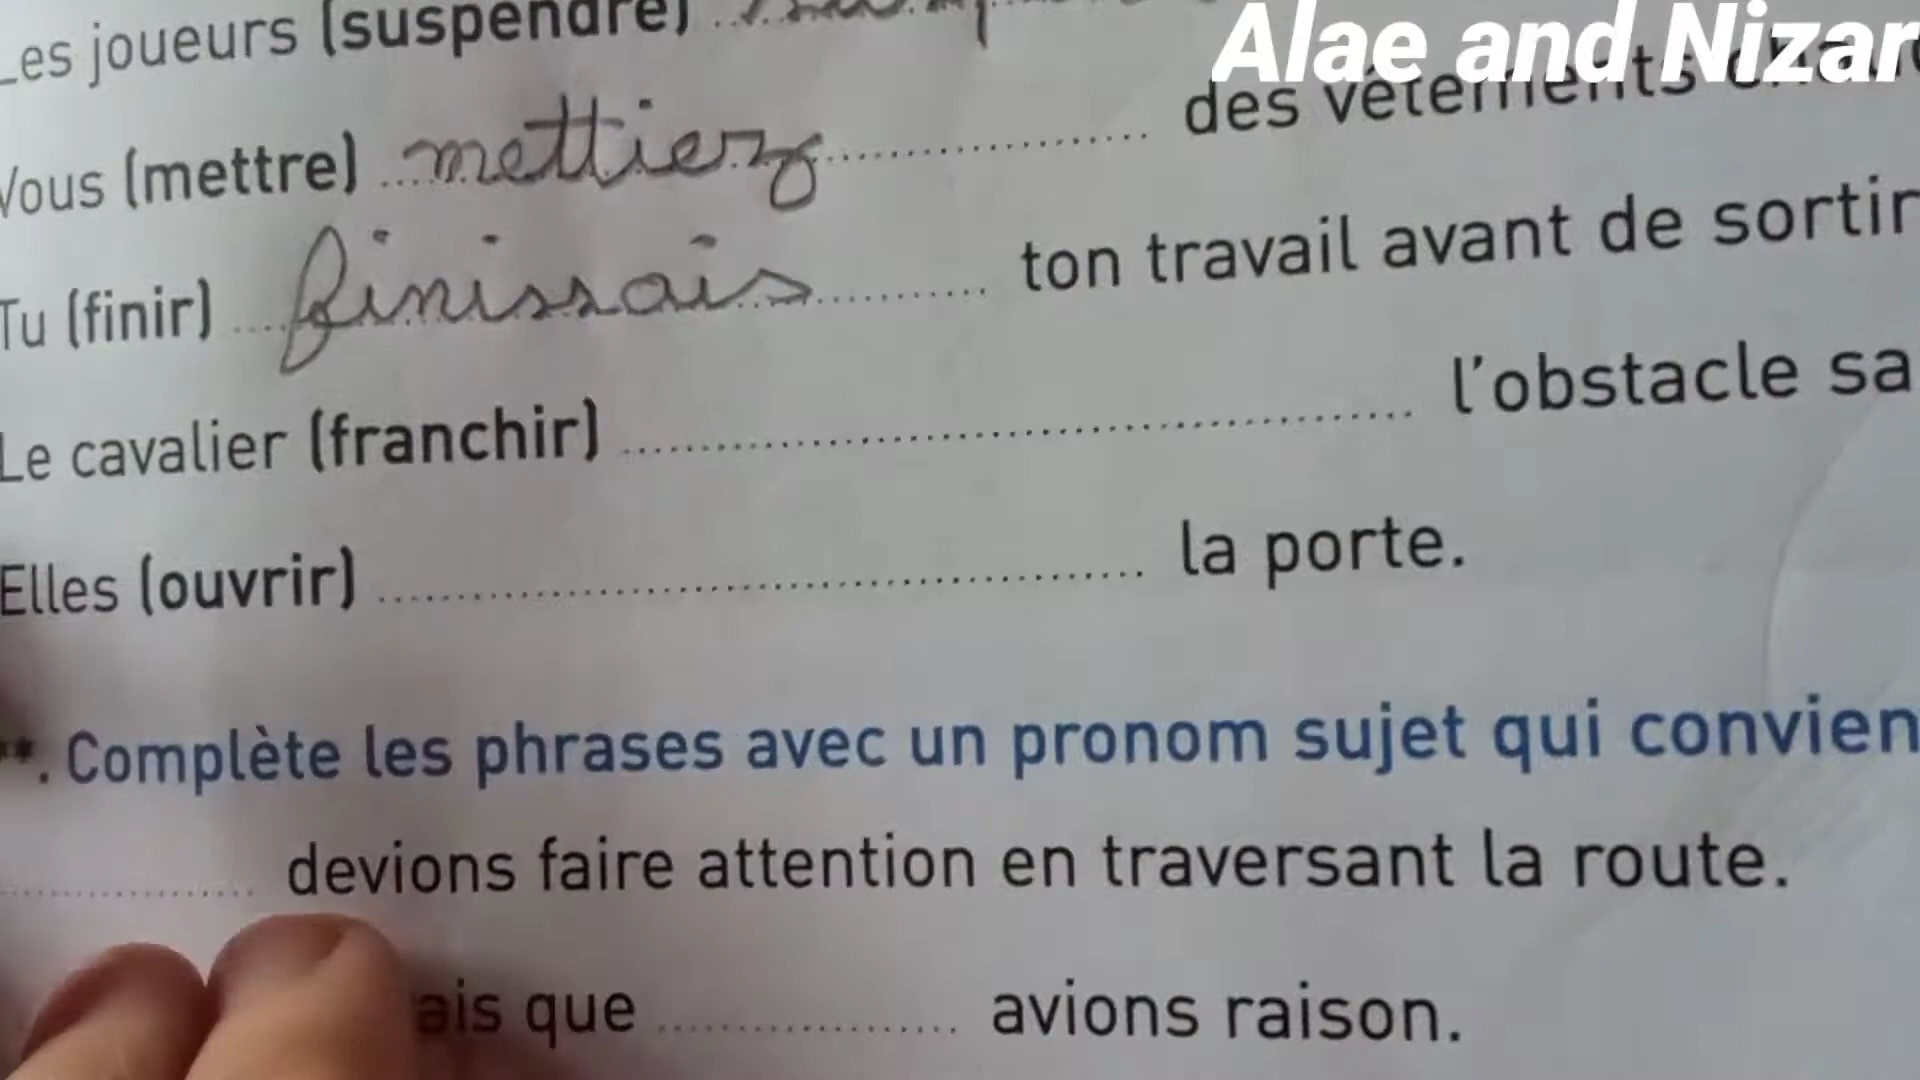 Alae and Nizar
Les joueurs (suspendre)
Vous (mettre) mettiez des vêtements
Tu (finir) finissais ton travail avant de sortir
Le cavalier (franchir) l'obstacle sa
Elles (ouvrir) la porte.
**. Complète les phrases avec un pronom sujet qui convien
devions faire attention en traversant la route.
ais que avions raison.